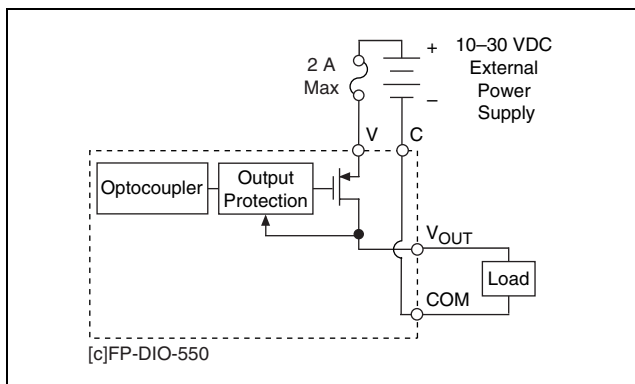 +
10–30 VDC
External
Power
Supply
2 A
Max
–
V
C
Optocoupler
Output
Protection
VOUT
Load
COM
[c]FP-DIO-550